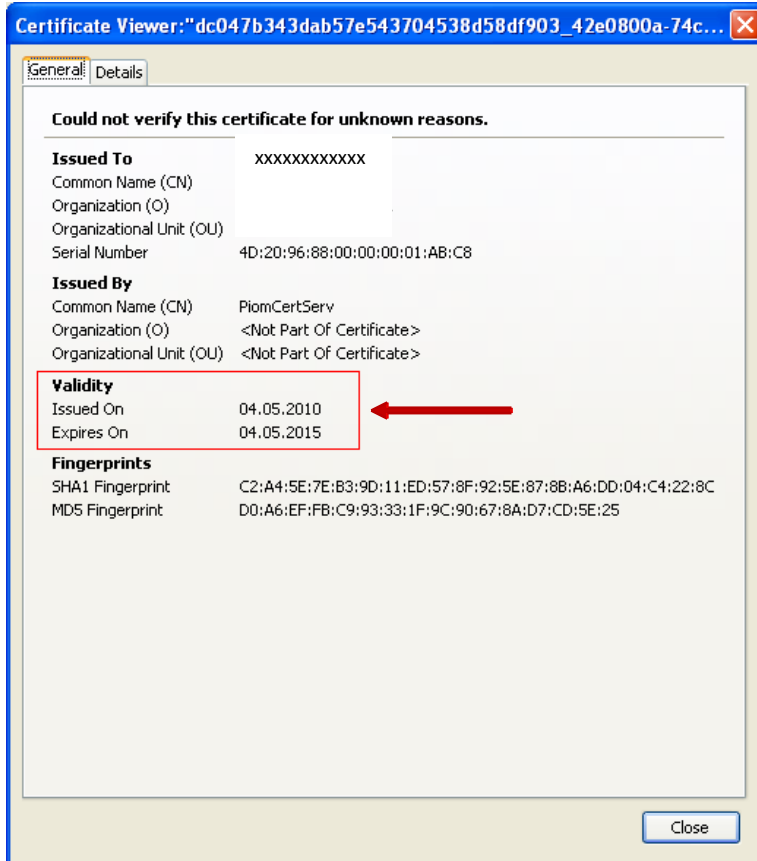 Certificate Viewer:"dc047b343dab57e543704538d58df903_42e0800a-74c...
General Details
Could not verify this certificate for unknown reasons.
Issued To xxxxxxxxxxxx
Common Name (CN)
Organization (O)
Organizational Unit (OU)
Serial Number 4D:20:96:88:00:00:00:01:AB:C8
Issued By
Common Name (CN) PiomCertServ
Organization (O) <Not Part Of Certificate>
Organizational Unit (OU) <Not Part Of Certificate>
Validity
Issued On 04.05.2010
Expires On 04.05.2015
Fingerprints
SHA1 Fingerprint C2:A4:5E:7E:B3:9D:11:ED:57:8F:92:5E:87:8B:A6:DD:04:C4:22:8C
MD5 Fingerprint D0:A6:EF:FB:C9:93:33:1F:9C:90:67:8A:D7:CD:5E:25
Close